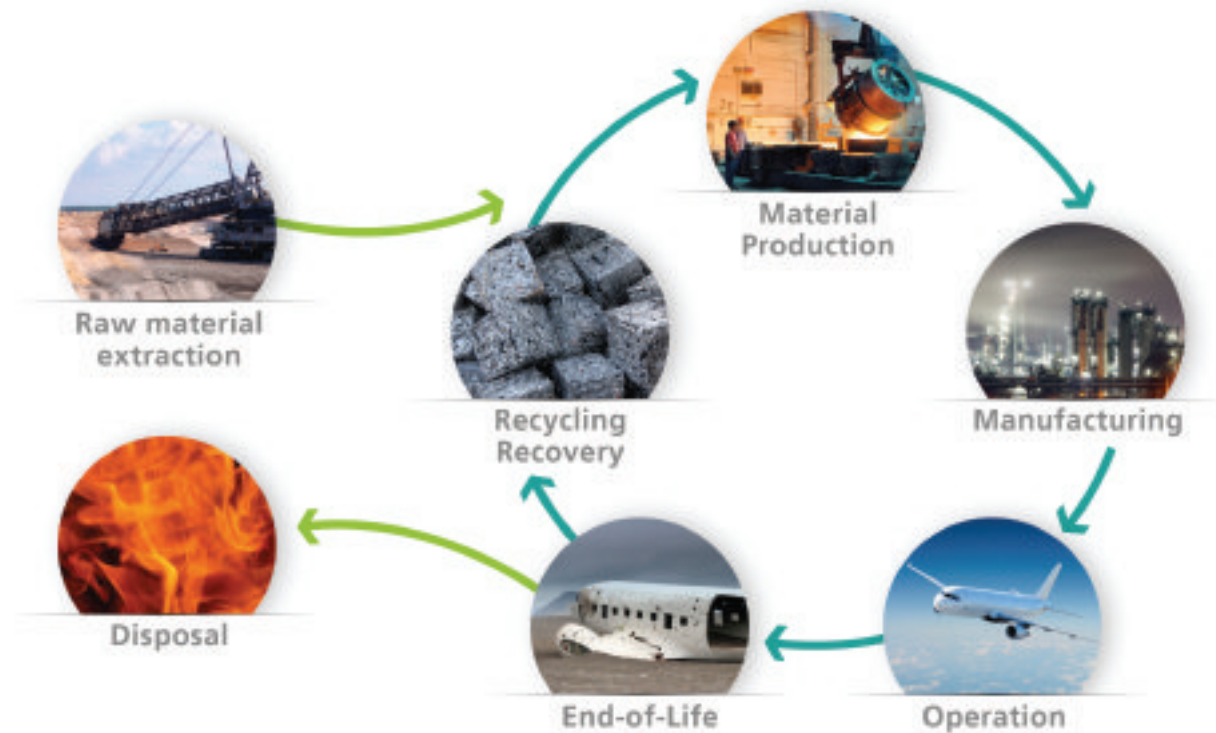 Material
Production
Raw material
extraction
Recycling
Recovery
Manufacturing
Disposal
End-of-Life
Operation